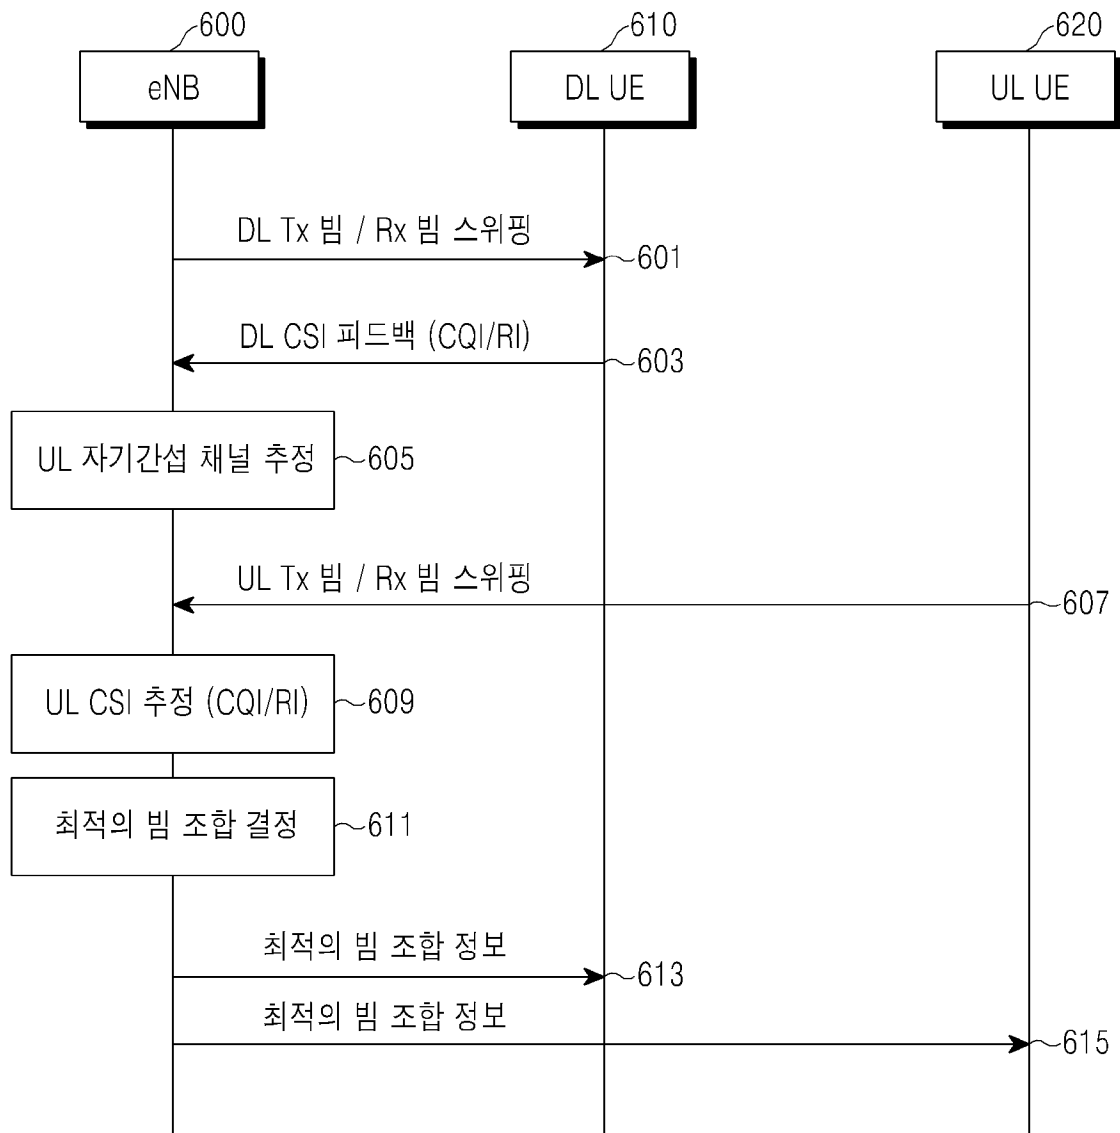 600
610
620
eNB
DL UE
UL UE
DL Tx 빔 / Rx 빔 스위핑
601
DL CSI 피드백 (CQI/RI)
603
UL 자기간섭 채널 추정
605
UL Tx 빔 / Rx 빔 스위핑
607
UL CSI 추정 (CQI/RI)
609
최적의 빔 조합 결정
611
최적의 빔 조합 정보
613
최적의 빔 조합 정보
615